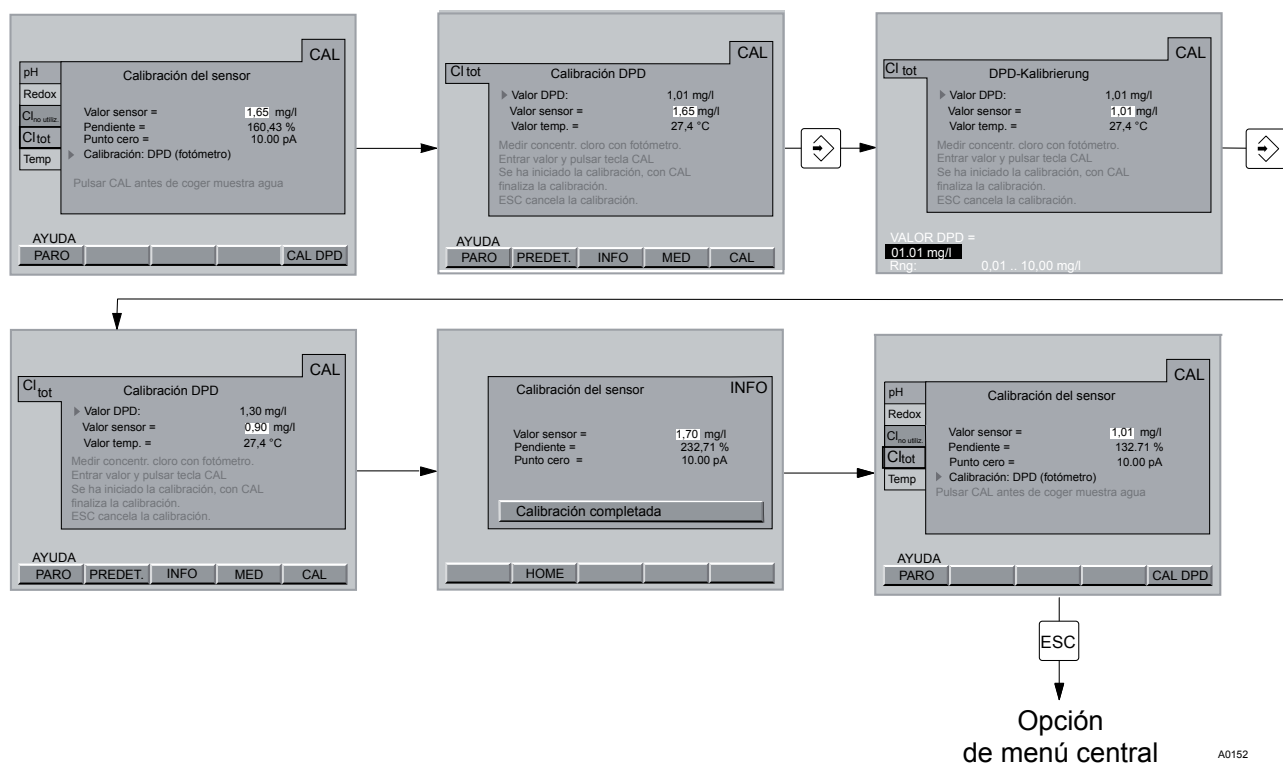 CAL
pH
Redox
Cl no utiliz.
Cl tot
Temp
Calibración del sensor
Valor sensor = 1,65 mg/l
Pendiente = 160,43 %
Punto cero = 10.00 pA
Calibración: DPD (fotómetro)
Pulsar CAL antes de coger muestra agua
AYUDA
PARO CAL DPD
CAL
Cl tot
Calibración DPD
Valor DPD: 1,01 mg/l
Valor sensor = 1,65 mg/l
Valor temp. = 27,4 °C
Medir concentr. cloro con fotómetro.
Entrar valor y pulsar tecla CAL
Se ha iniciado la calibración, con CAL
finaliza la calibración.
ESC cancela la calibración.
AYUDA
PARO PREDET. INFO MED CAL
CAL
Cl tot
DPD-Kalibrierung
Valor DPD: 1,01 mg/l
Valor sensor = 1,01 mg/l
Valor temp. = 27,4 °C
Medir concentr. cloro con fotómetro.
Entrar valor y pulsar tecla CAL
Se ha iniciado la calibración, con CAL
finaliza la calibración.
ESC cancela la calibración.
VALOR DPD =
01.01 mg/l
Rng: 0,01 .. 10,00 mg/l
CAL
Cl tot
Calibración DPD
Valor DPD: 1,30 mg/l
Valor sensor = 0,90 mg/l
Valor temp. = 27,4 °C
Medir concentr. cloro con fotómetro.
Entrar valor y pulsar tecla CAL
Se ha iniciado la calibración, con CAL
finaliza la calibración.
ESC cancela la calibración.
AYUDA
PARO PREDET. INFO MED CAL
Calibración del sensor INFO
Valor sensor = 1,70 mg/l
Pendiente = 232,71 %
Punto cero = 10.00 pA
Calibración completada
HOME
CAL
pH
Redox
Cl no utiliz.
Cl tot
Temp
Calibración del sensor
Valor sensor = 1,01 mg/l
Pendiente = 132.71 %
Punto cero = 10.00 pA
Calibración: DPD (fotómetro)
Pulsar CAL antes de coger muestra agua
AYUDA
PARO CAL DPD
ESC
Opción
de menú central
A0152